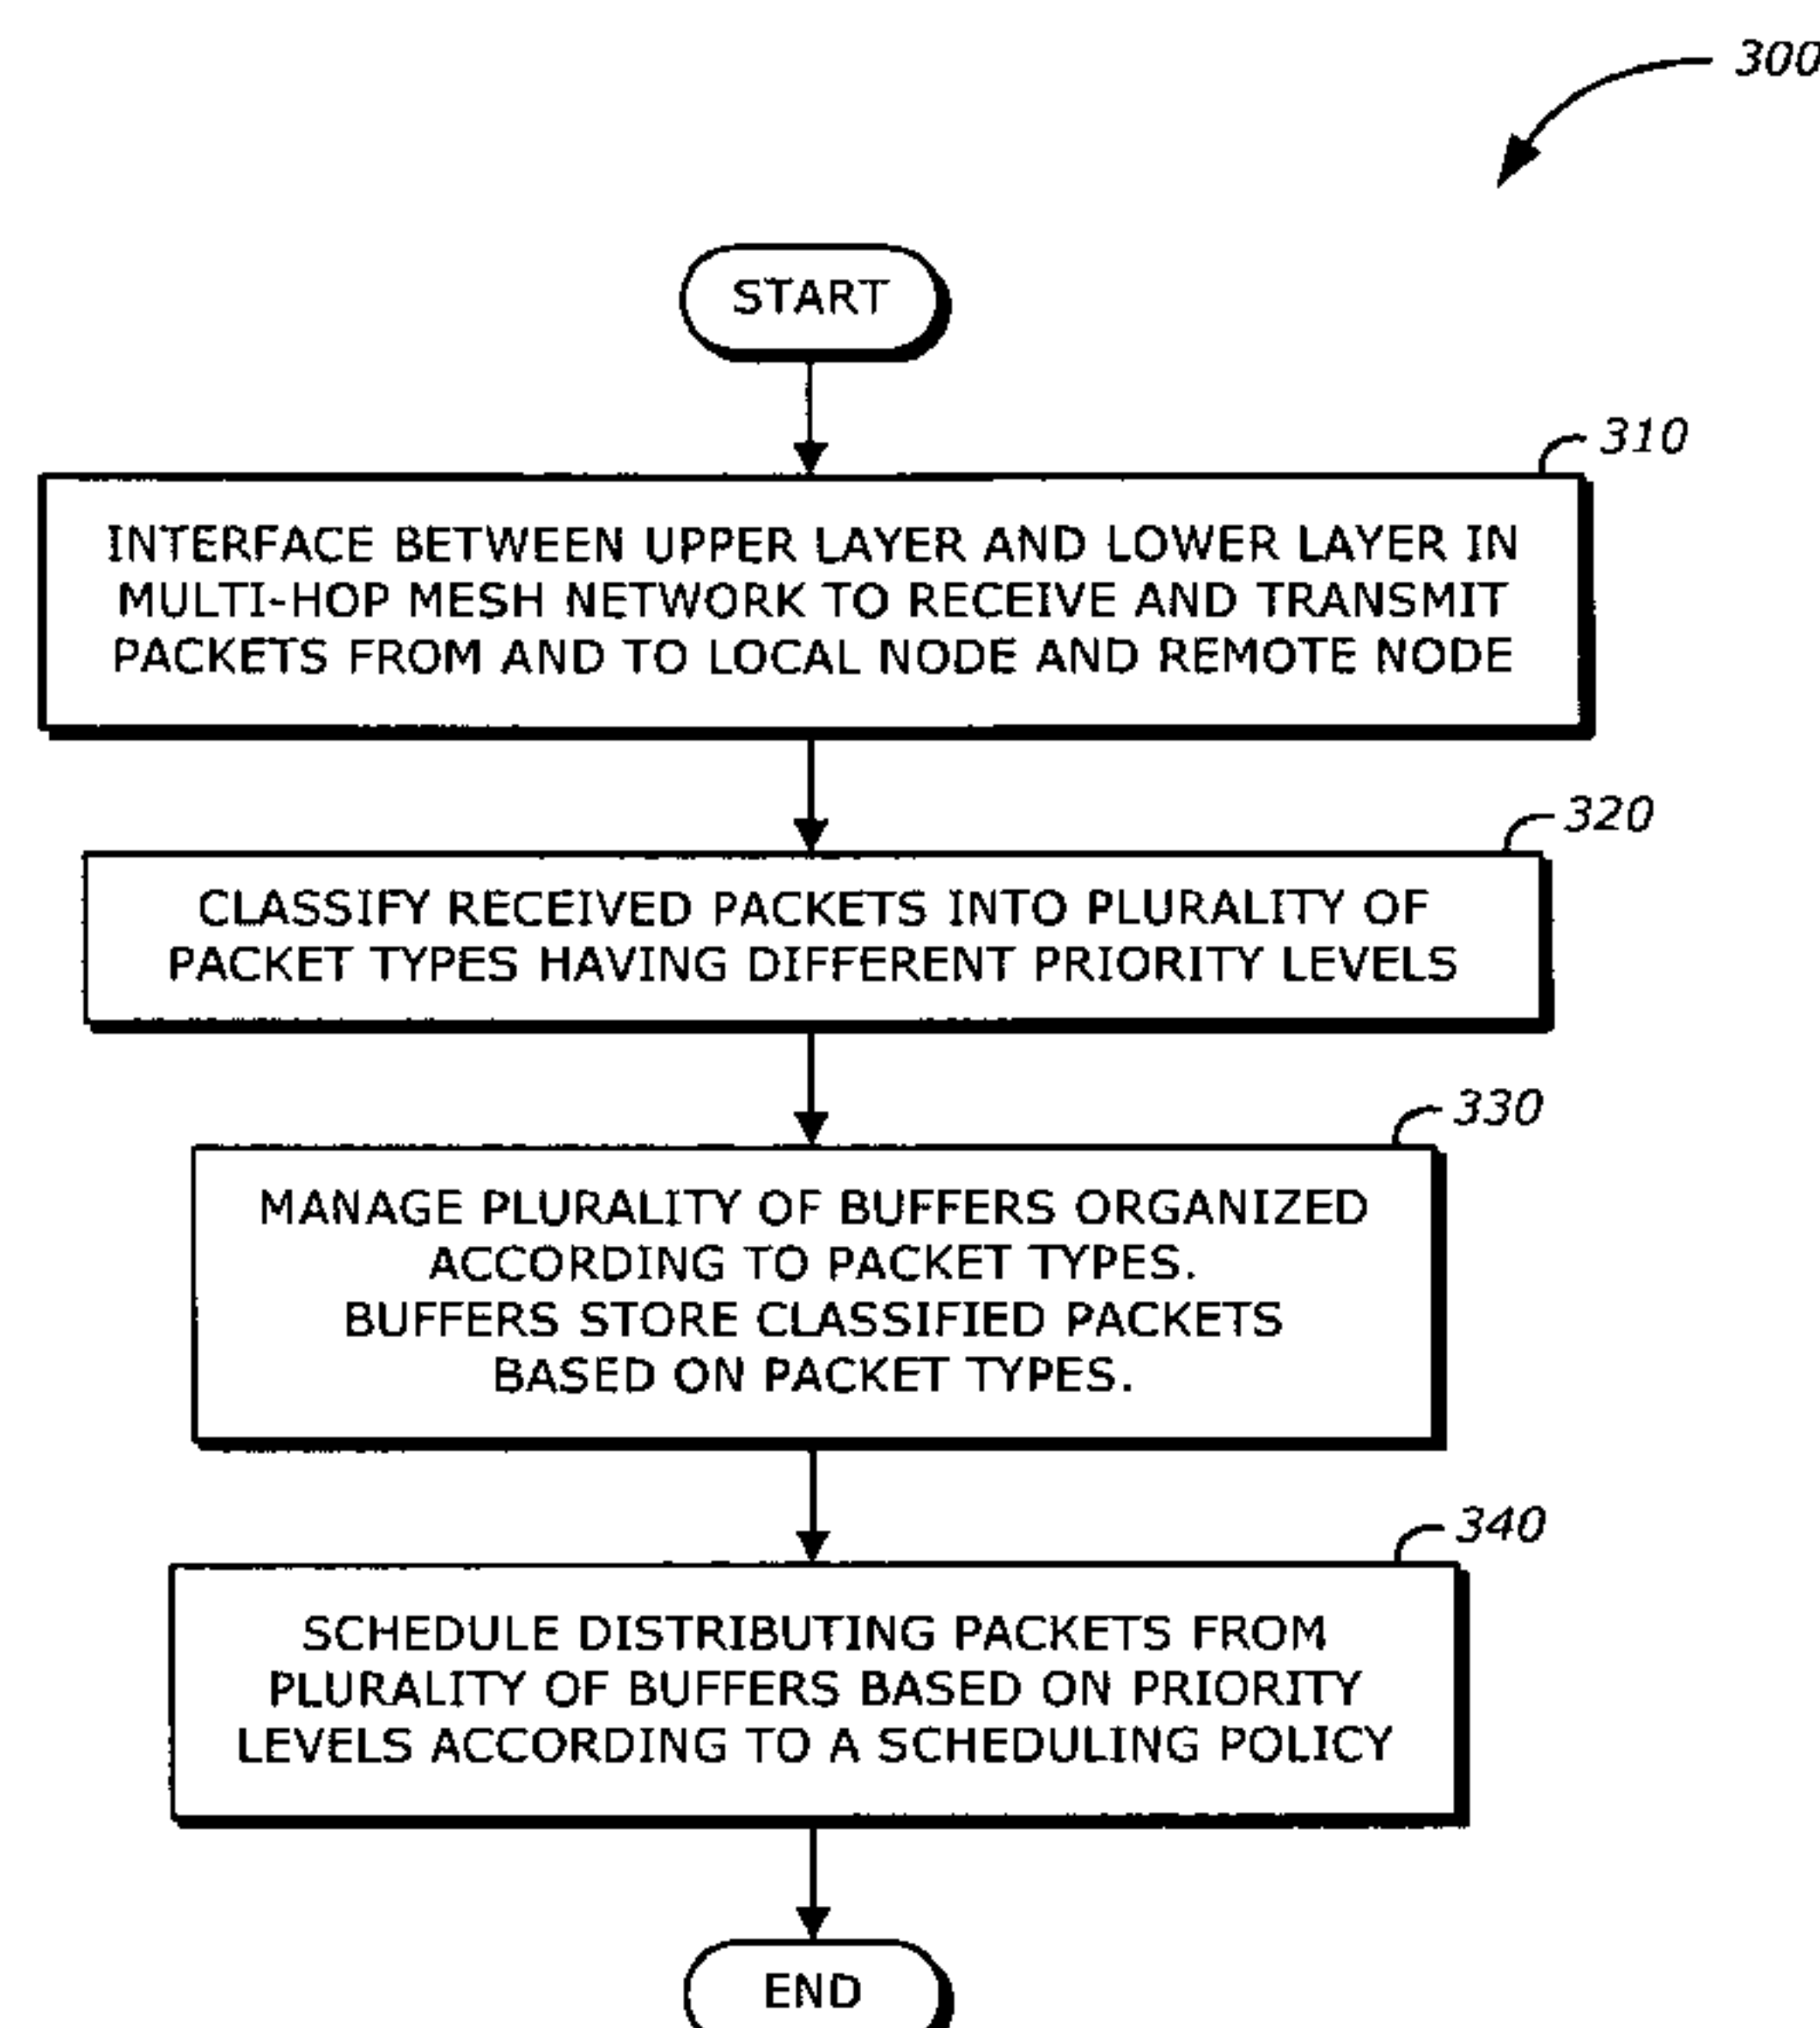 300
START
310
INTERFACE BETWEEN UPPER LAYER AND LOWER LAYER IN
MULTI-HOP MESH NETWORK TO RECEIVE AND TRANSMIT
PACKETS FROM AND TO LOCAL NODE AND REMOTE NODE
320
CLASSIFY RECEIVED PACKETS INTO PLURALITY OF
PACKET TYPES HAVING DIFFERENT PRIORITY LEVELS
330
MANAGE PLURALITY OF BUFFERS ORGANIZED
ACCORDING TO PACKET TYPES.
BUFFERS STORE CLASSIFIED PACKETS
BASED ON PACKET TYPES.
340
SCHEDULE DISTRIBUTING PACKETS FROM
PLURALITY OF BUFFERS BASED ON PRIORITY
LEVELS ACCORDING TO A SCHEDULING POLICY
END